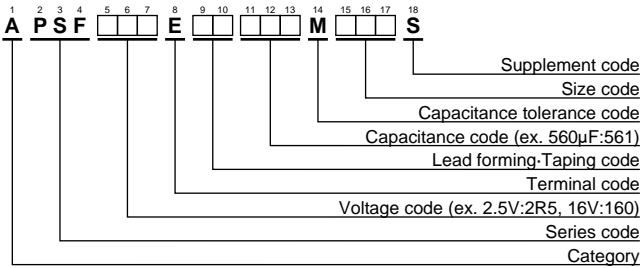 1 2 3 4 5 6 7 8 9 10 11 12 13 14 15 16 17 18
A P S F E M S
Supplement code
Size code
Capacitance tolerance code
Capacitance code (ex. 560µF:561)
Lead forming·Taping code
Terminal code
Voltage code (ex. 2.5V:2R5, 16V:160)
Series code
Category